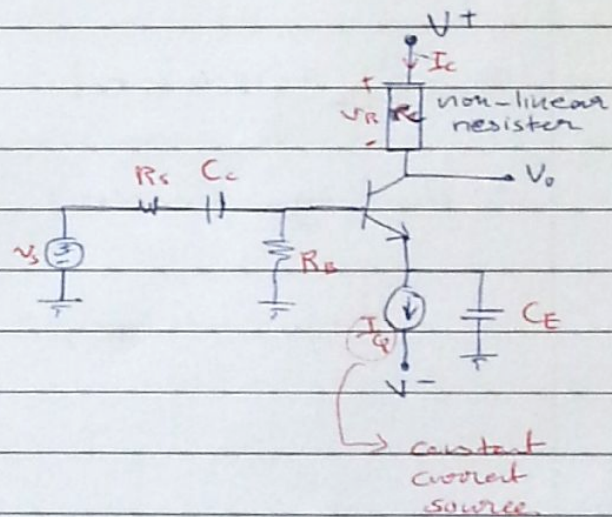 V+
Ic
+
VR Rc non-linear
resister
-
Vo
Rs Cc
vs
RB
IQ
CE
V-
constant
current
source